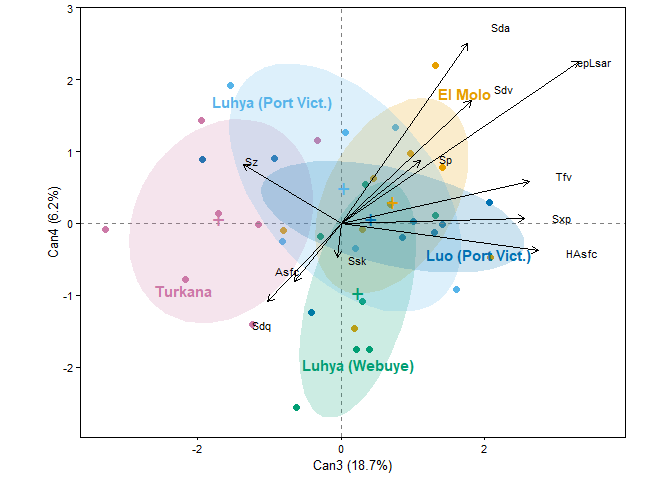 3
Sda
epLsar
2
Sdv
El Molo
Luhya (Port Vict.)
1
Sz
Sp
Tfv
Sxp
Can4 (6.2%)
0
HAsfc
Luo (Port Vict.)
Ssk
Asfc
-1
Turkana
Sdq
Luhya (Webuye)
-2
-2
0
2
Can3 (18.7%)